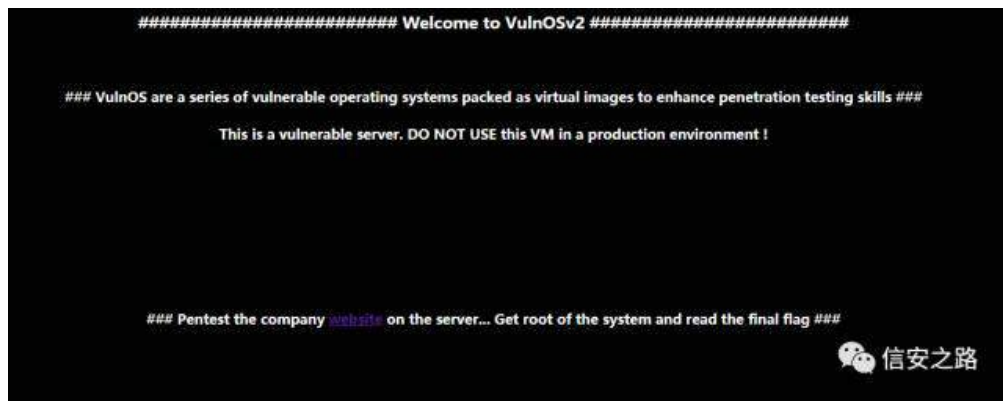 ########################## Welcome to VulnOSv2 ##########################
### VulnOS are a series of vulnerable operating systems packed as virtual images to enhance penetration testing skills ###
This is a vulnerable server. DO NOT USE this VM in a production environment !
### Pentest the company website on the server... Get root of the system and read the final flag ###
信安之路